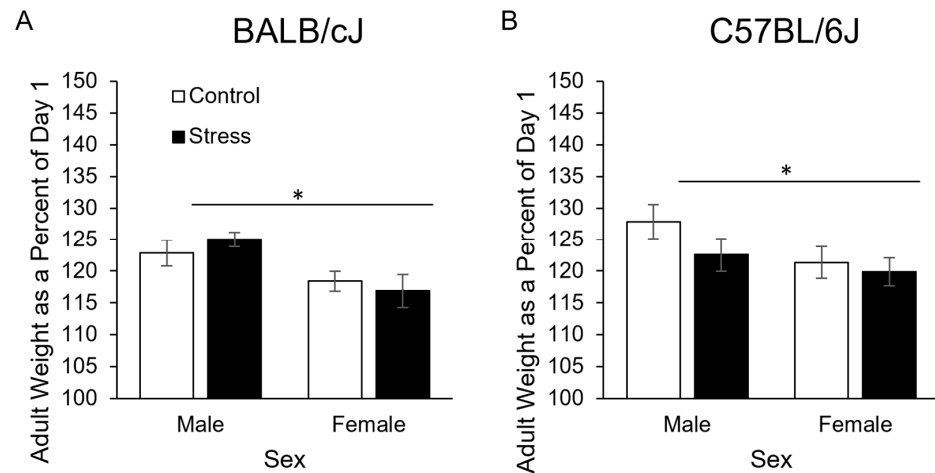 A
BALB/cJ
Adult Weight as a Percent of Day 1
150
145
140
135
130
125
120
115
110
105
100
Control
Stress
*
Male
Female
Sex
B
C57BL/6J
Adult Weight as a Percent of Day 1
150
145
140
135
130
125
120
115
110
105
100
*
Male
Female
Sex